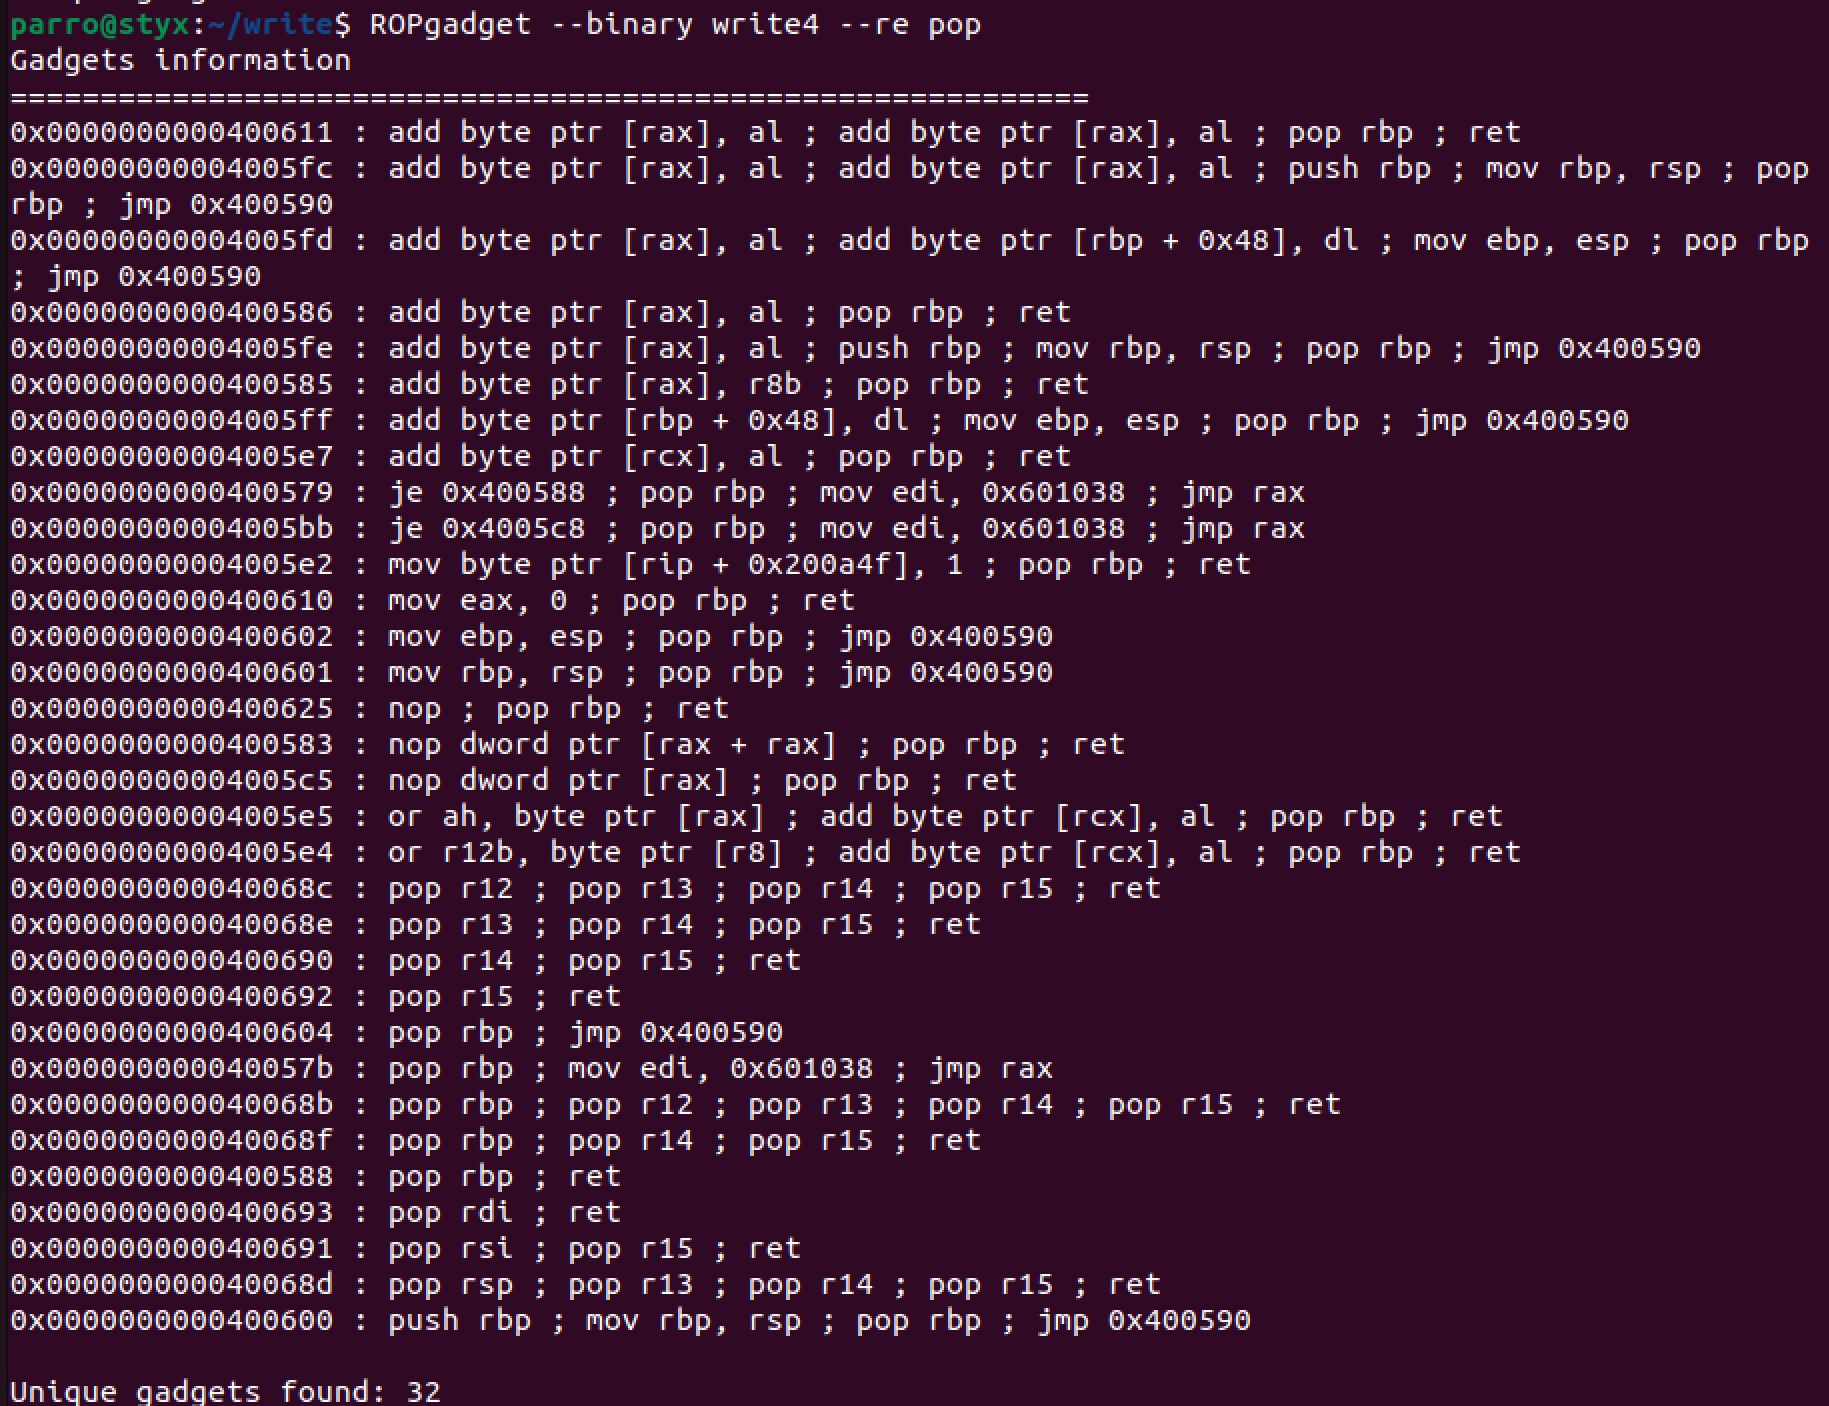 parro@styx:~/write$ ROPgadget --binary write4 --re pop
Gadgets information
============================================================
0x0000000000400611 : add byte ptr [rax], al ; add byte ptr [rax], al ; pop rbp ; ret
0x00000000004005fc : add byte ptr [rax], al ; add byte ptr [rax], al ; push rbp ; mov rbp, rsp ; pop
rbp ; jmp 0x400590
0x00000000004005fd : add byte ptr [rax], al ; add byte ptr [rbp + 0x48], dl ; mov ebp, esp ; pop rbp
; jmp 0x400590
0x0000000000400586 : add byte ptr [rax], al ; pop rbp ; ret
0x00000000004005fe : add byte ptr [rax], al ; push rbp ; mov rbp, rsp ; pop rbp ; jmp 0x400590
0x0000000000400585 : add byte ptr [rax], r8b ; pop rbp ; ret
0x00000000004005ff : add byte ptr [rbp + 0x48], dl ; mov ebp, esp ; pop rbp ; jmp 0x400590
0x00000000004005e7 : add byte ptr [rcx], al ; pop rbp ; ret
0x0000000000400579 : je 0x400588 ; pop rbp ; mov edi, 0x601038 ; jmp rax
0x00000000004005bb : je 0x4005c8 ; pop rbp ; mov edi, 0x601038 ; jmp rax
0x00000000004005e2 : mov byte ptr [rip + 0x200a4f], 1 ; pop rbp ; ret
0x0000000000400610 : mov eax, 0 ; pop rbp ; ret
0x0000000000400602 : mov ebp, esp ; pop rbp ; jmp 0x400590
0x0000000000400601 : mov rbp, rsp ; pop rbp ; jmp 0x400590
0x0000000000400625 : nop ; pop rbp ; ret
0x0000000000400583 : nop dword ptr [rax + rax] ; pop rbp ; ret
0x00000000004005c5 : nop dword ptr [rax] ; pop rbp ; ret
0x00000000004005e5 : or ah, byte ptr [rax] ; add byte ptr [rcx], al ; pop rbp ; ret
0x00000000004005e4 : or r12b, byte ptr [r8] ; add byte ptr [rcx], al ; pop rbp ; ret
0x000000000040068c : pop r12 ; pop r13 ; pop r14 ; pop r15 ; ret
0x000000000040068e : pop r13 ; pop r14 ; pop r15 ; ret
0x0000000000400690 : pop r14 ; pop r15 ; ret
0x0000000000400692 : pop r15 ; ret
0x0000000000400604 : pop rbp ; jmp 0x400590
0x000000000040057b : pop rbp ; mov edi, 0x601038 ; jmp rax
0x000000000040068b : pop rbp ; pop r12 ; pop r13 ; pop r14 ; pop r15 ; ret
0x000000000040068f : pop rbp ; pop r14 ; pop r15 ; ret
0x0000000000400588 : pop rbp ; ret
0x0000000000400693 : pop rdi ; ret
0x0000000000400691 : pop rsi ; pop r15 ; ret
0x000000000040068d : pop rsp ; pop r13 ; pop r14 ; pop r15 ; ret
0x0000000000400600 : push rbp ; mov rbp, rsp ; pop rbp ; jmp 0x400590
Unique gadgets found: 32